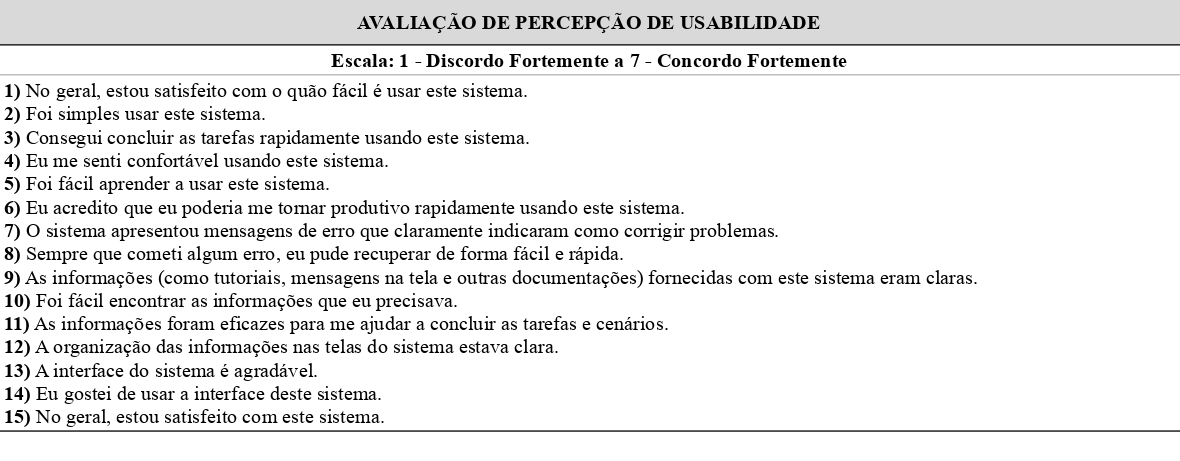 AVALIAÇÃO DE PERCEPÇÃO DE USABILIDADE
Escala: 1 - Discordo Fortemente a 7 - Concordo Fortemente
1) No geral, estou satisfeito com o quão fácil é usar este sistema.
2) Foi simples usar este sistema.
3) Consegui concluir as tarefas rapidamente usando este sistema.
4) Eu me senti confortável usando este sistema.
5) Foi fácil aprender a usar este sistema.
6) Eu acredito que eu poderia me tornar produtivo rapidamente usando este sistema.
7) O sistema apresentou mensagens de erro que claramente indicaram como corrigir problemas.
8) Sempre que cometi algum erro, eu pude recuperar de forma fácil e rápida.
9) As informações (como tutoriais, mensagens na tela e outras documentações) fornecidas com este sistema eram claras.
10) Foi fácil encontrar as informações que eu precisava.
11) As informações foram eficazes para me ajudar a concluir as tarefas e cenários.
12) A organização das informações nas telas do sistema estava clara.
13) A interface do sistema é agradável.
14) Eu gostei de usar a interface deste sistema.
15) No geral, estou satisfeito com este sistema.